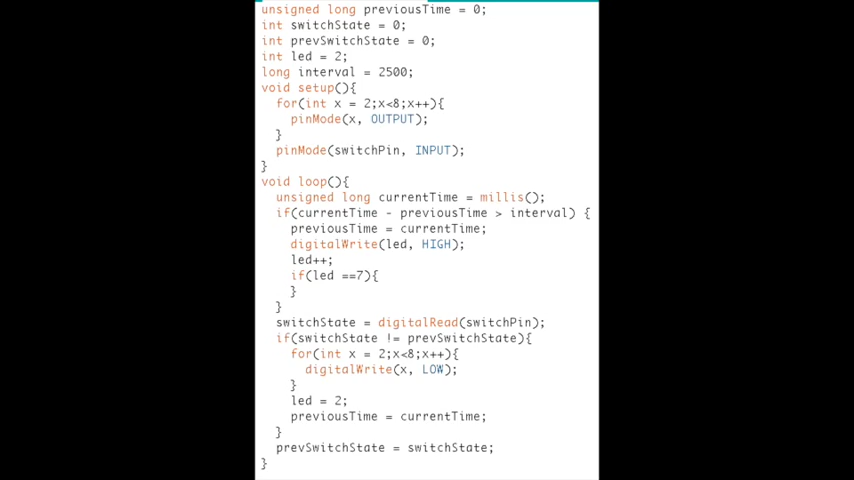 unsigned long previousTime = 0;
int switchState = 0;
int prevSwitchState = 0;
int led = 2;
long interval = 2500;
void setup(){
  for(int x = 2;x<8;x++){
    pinMode(x, OUTPUT);
  }
  pinMode(switchPin, INPUT);
}
void loop(){
  unsigned long currentTime = millis();
  if(currentTime - previousTime > interval) {
    previousTime = currentTime;
    digitalWrite(led, HIGH);
    led++;
    if(led ==7){
    }
  }
  switchState = digitalRead(switchPin);
  if(switchState != prevSwitchState){
    for(int x = 2;x<8;x++){
      digitalWrite(x, LOW);
    }
    led = 2;
    previousTime = currentTime;
  }
  prevSwitchState = switchState;
}